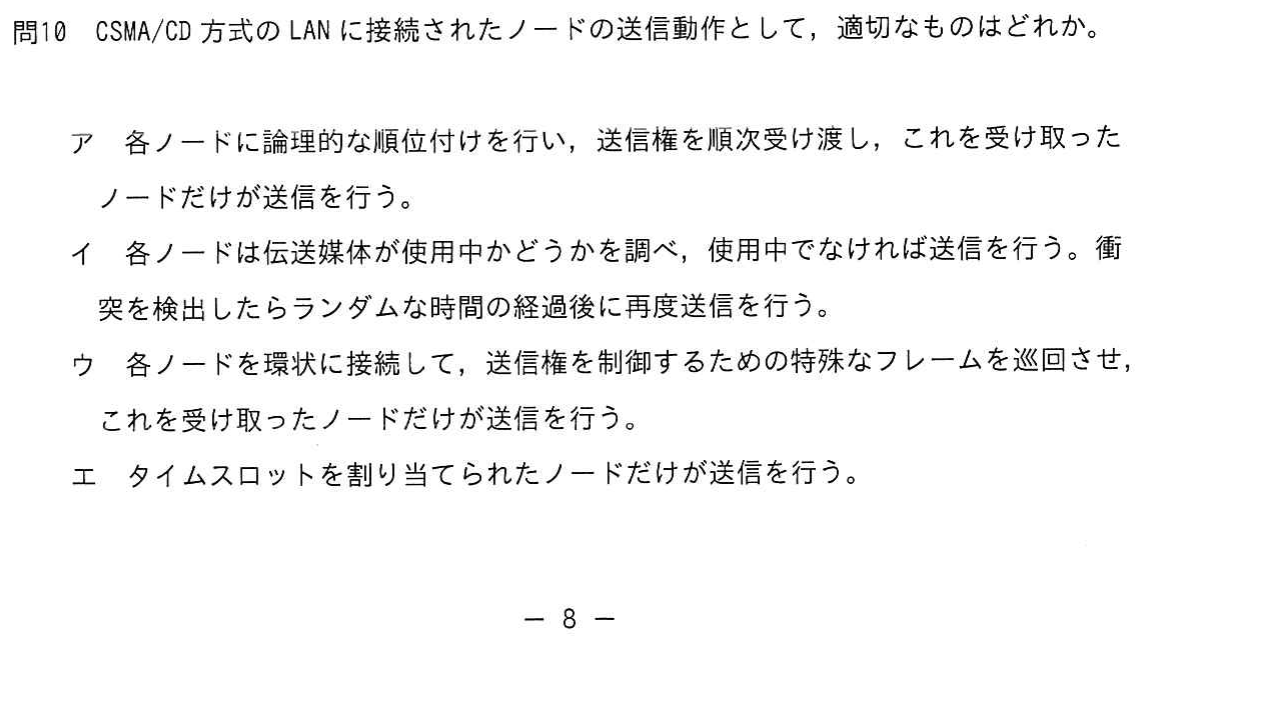 問10　CSMA/CD 方式の LAN に接続されたノードの送信動作として，適切なものはどれか。
ア　各ノードに論理的な順位付けを行い，送信権を順次受け渡し，これを受け取った
ノードだけが送信を行う。
イ　各ノードは伝送媒体が使用中かどうかを調べ，使用中でなければ送信を行う。衝
突を検出したらランダムな時間の経過後に再度送信を行う。
ウ　各ノードを環状に接続して，送信権を制御するための特殊なフレームを巡回させ，
これを受け取ったノードだけが送信を行う。
エ　タイムスロットを割り当てられたノードだけが送信を行う。
－ 8 －